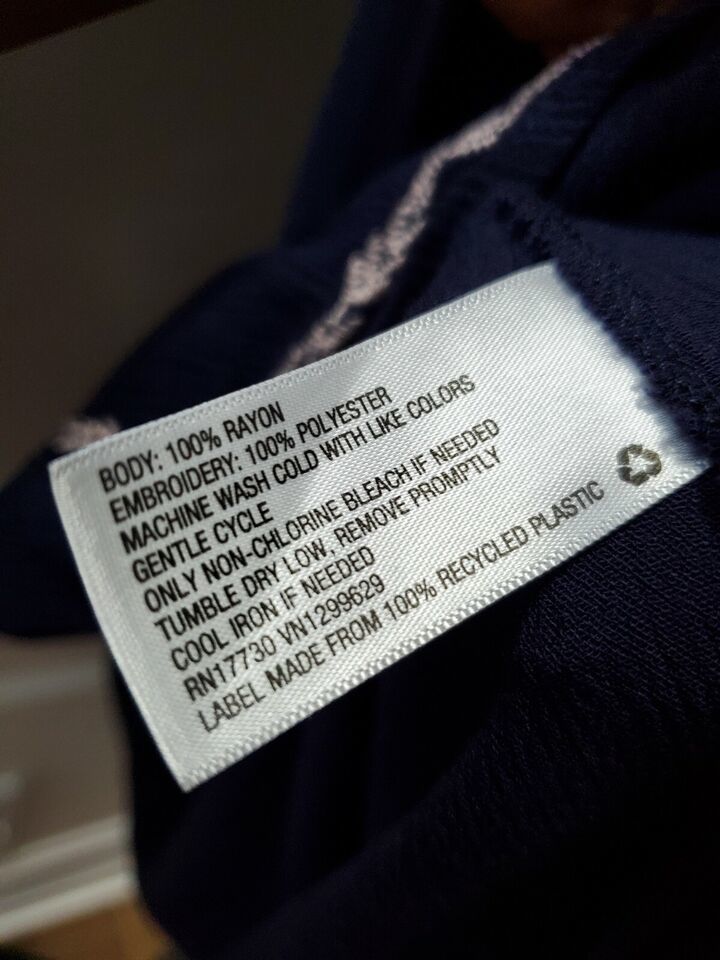 BODY: 100% RAYON
EMBROIDERY: 100% POLYESTER
MACHINE WASH COLD WITH LIKE COLORS
GENTLE CYCLE
ONLY NON-CHLORINE BLEACH IF NEEDED
TUMBLE DRY LOW, REMOVE PROMPTLY
COOL IRON IF NEEDED
RN17730 VN1299629
LABEL MADE FROM 100% RECYCLED PLASTIC